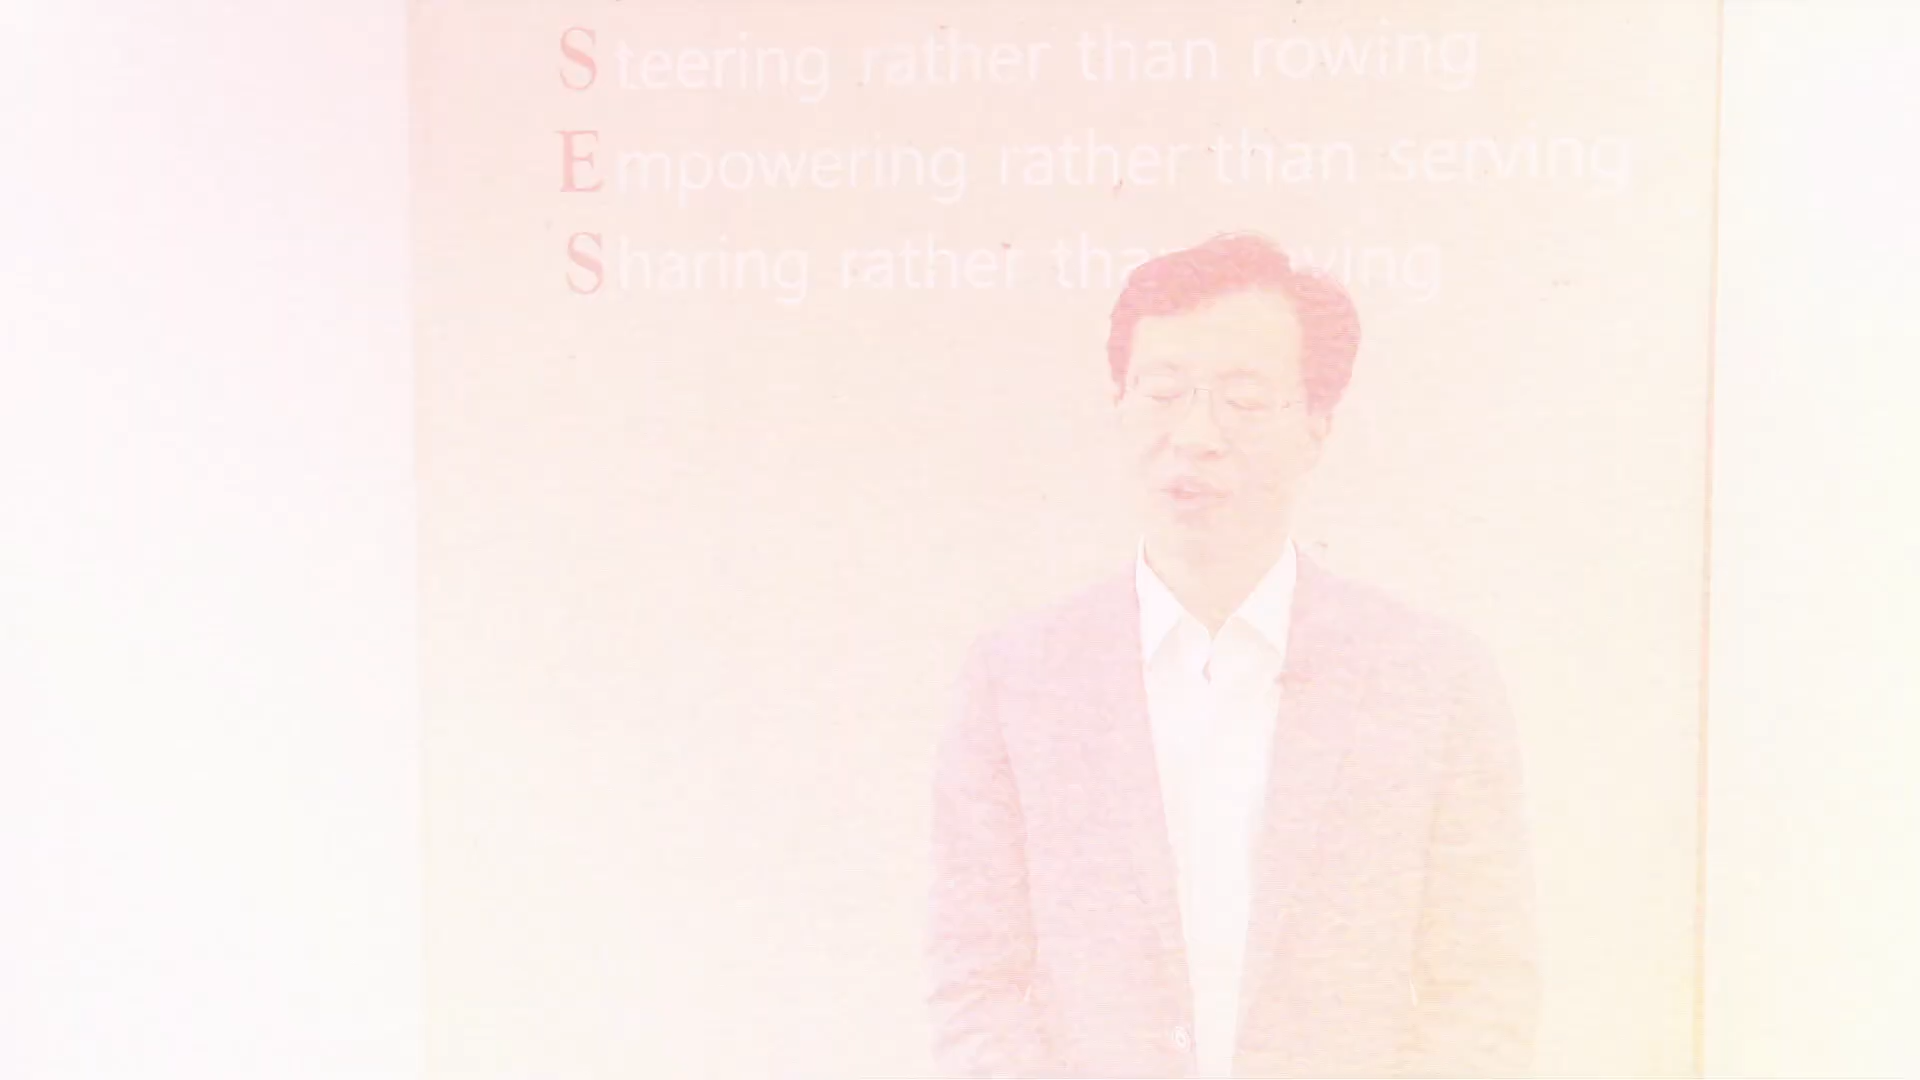 Steering rather than rowing
Empowering rather than serving
Sharing rather